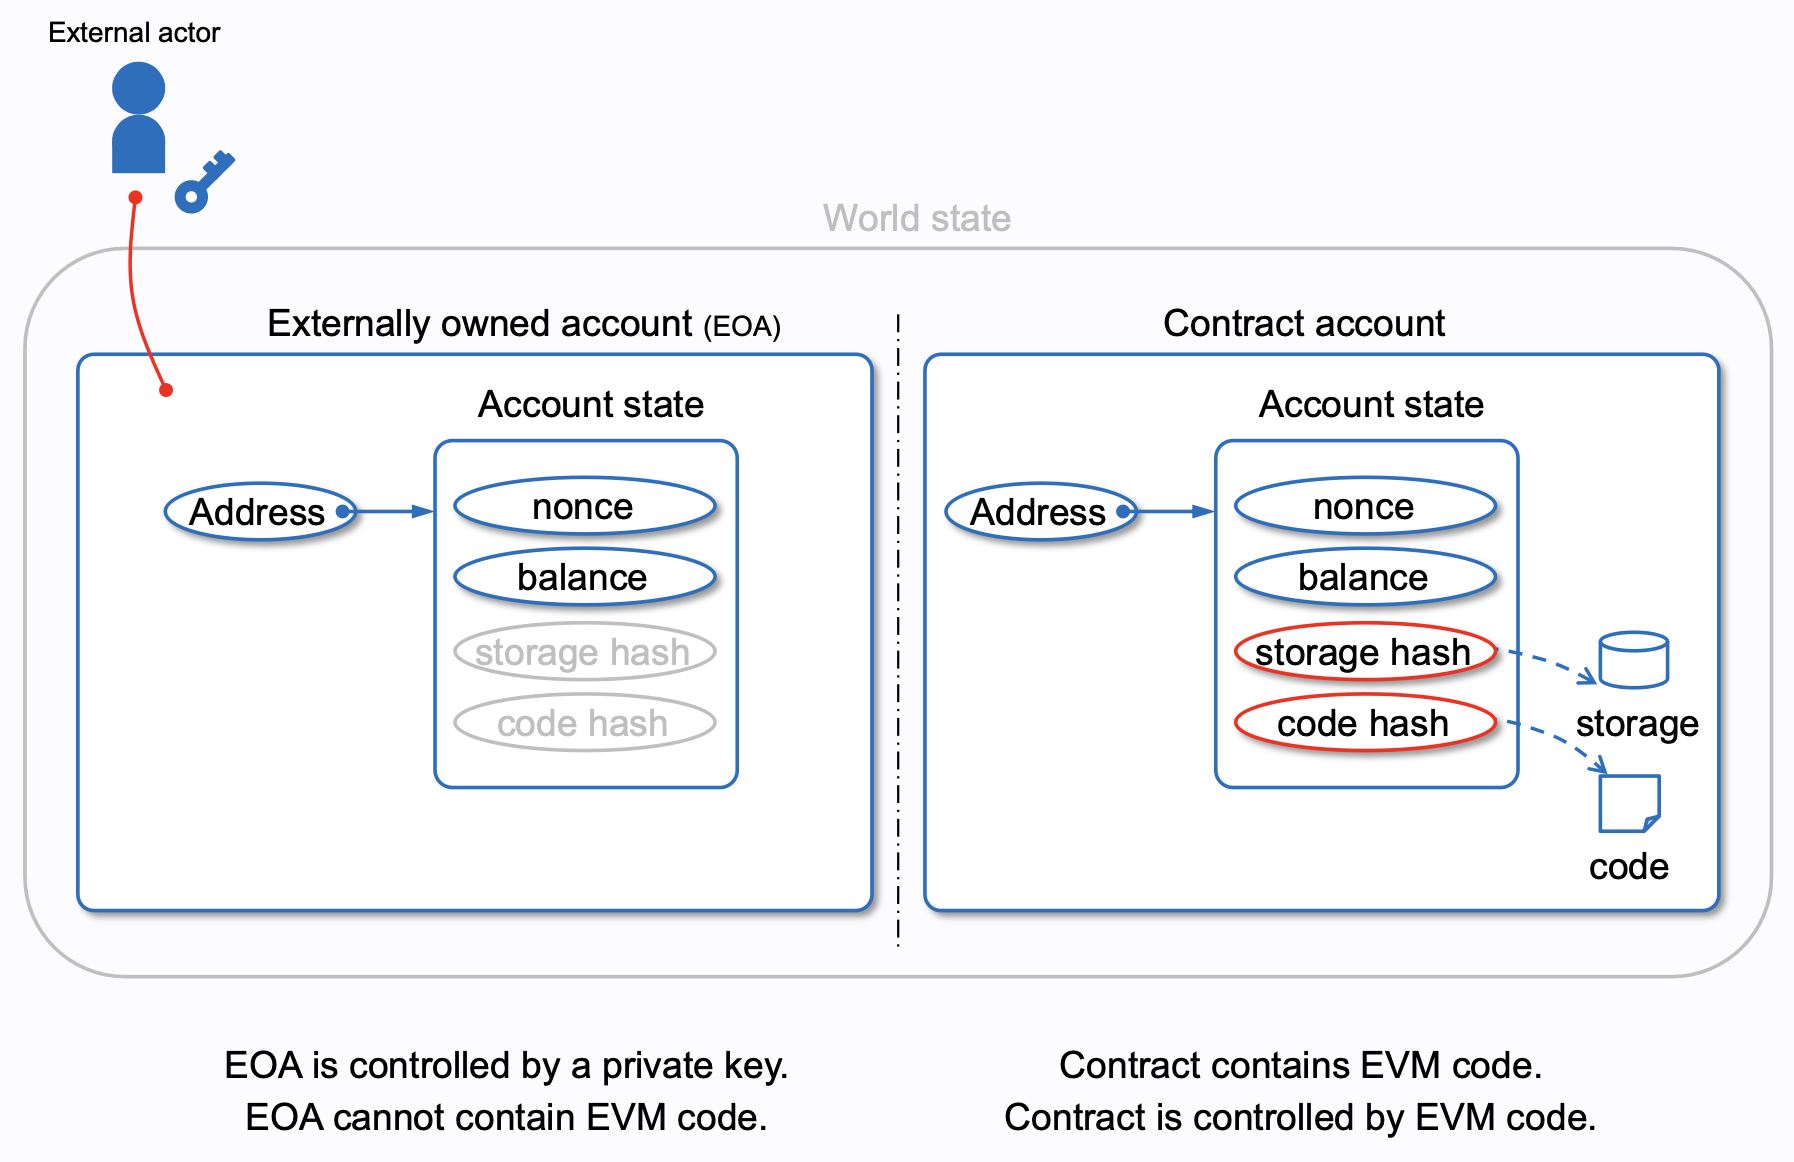 External actor
World state
Externally owned account (EOA)
Account state
Address
nonce
balance
storage hash
code hash
Contract account
Account state
Address
nonce
balance
storage hash
code hash
storage
code
EOA is controlled by a private key.
EOA cannot contain EVM code.
Contract contains EVM code.
Contract is controlled by EVM code.